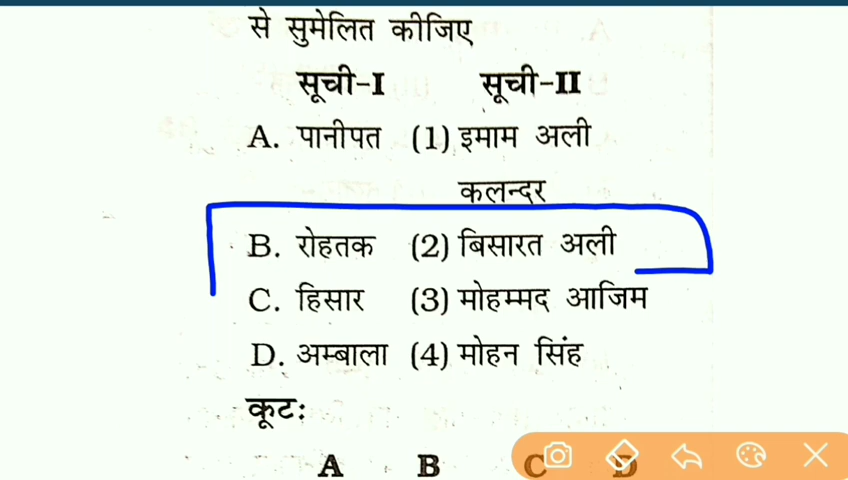 से सुमेलित कीजिए
सूची-I सूची-II
A. पानीपत (1) इमाम अली
कलन्दर
B. रोहतक (2) बिसारत अली
C. हिसार (3) मोहम्मद आजिम
D. अम्बाला (4) मोहन सिंह
कूटः
A B C D